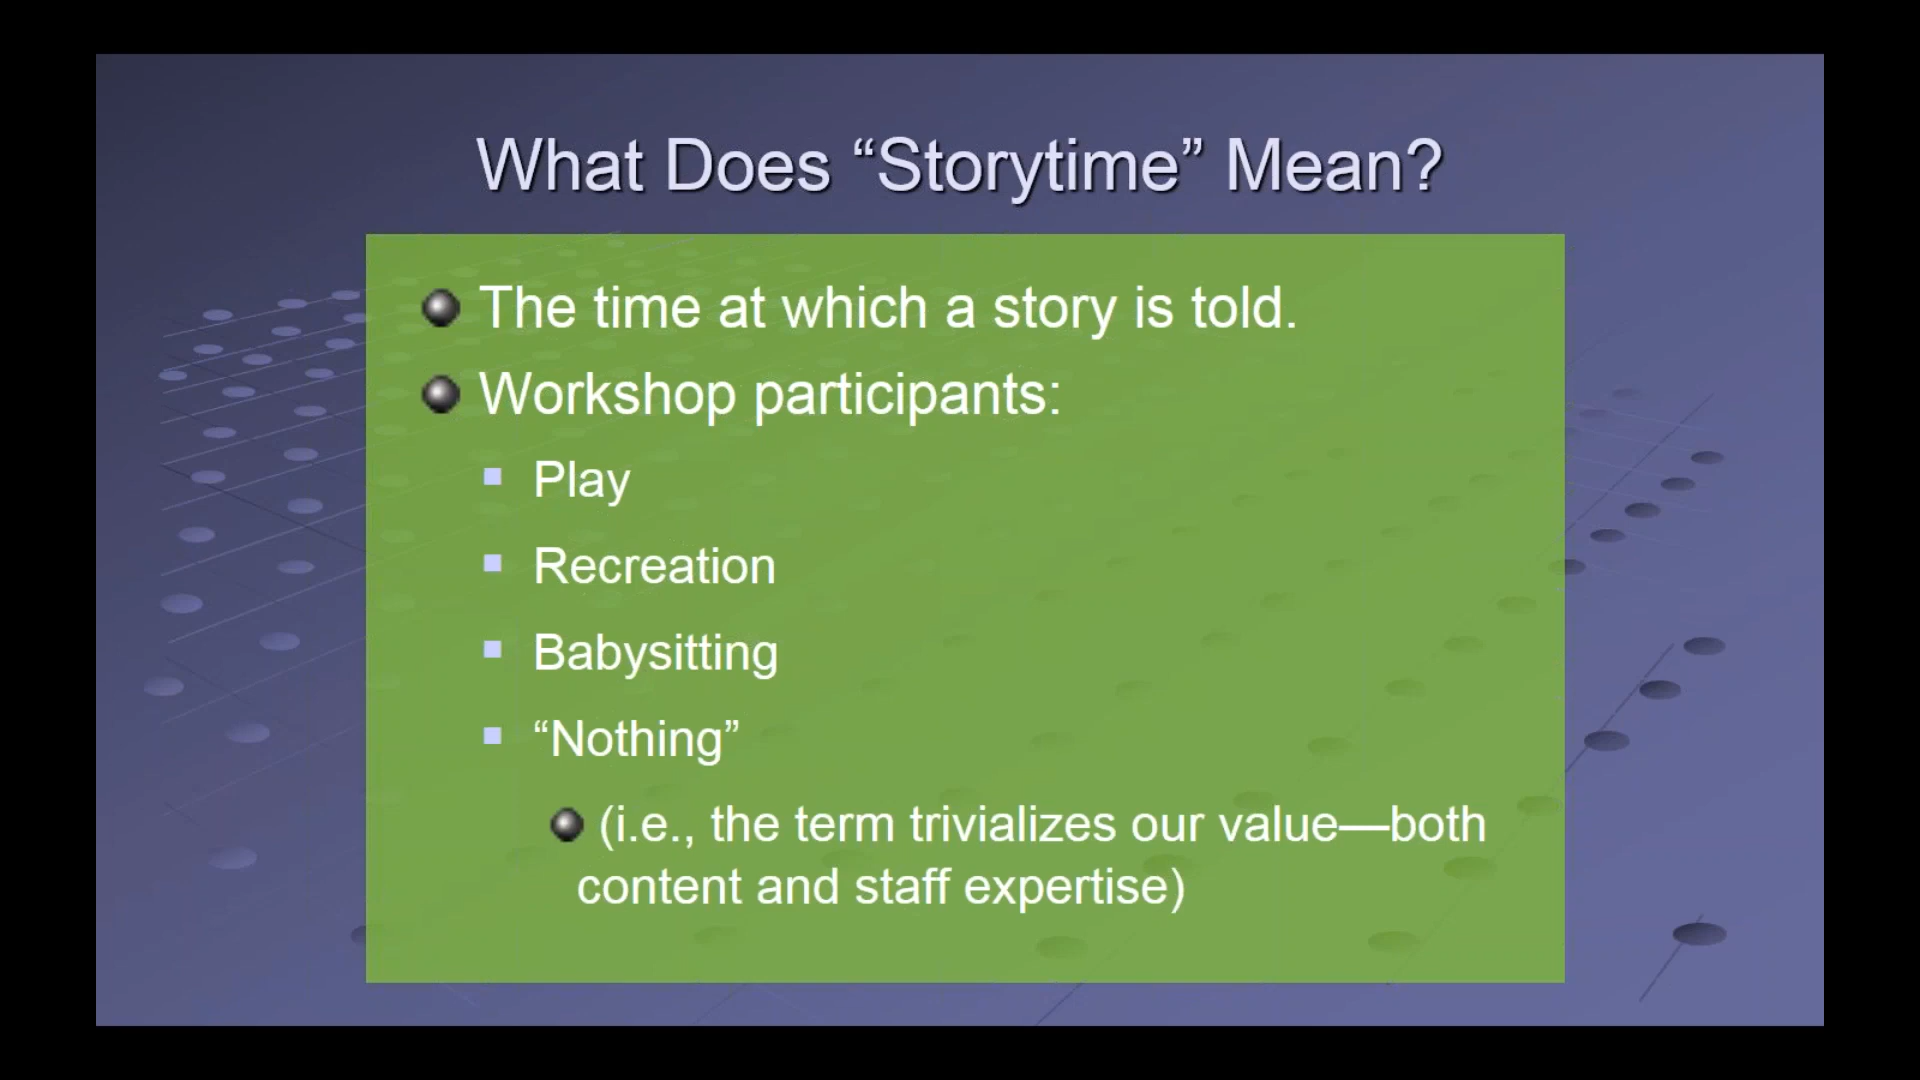 What Does “Storytime” Mean?
The time at which a story is told.
Workshop participants:
Play
Recreation
Babysitting
“Nothing”
(i.e., the term trivializes our value—both
content and staff expertise)